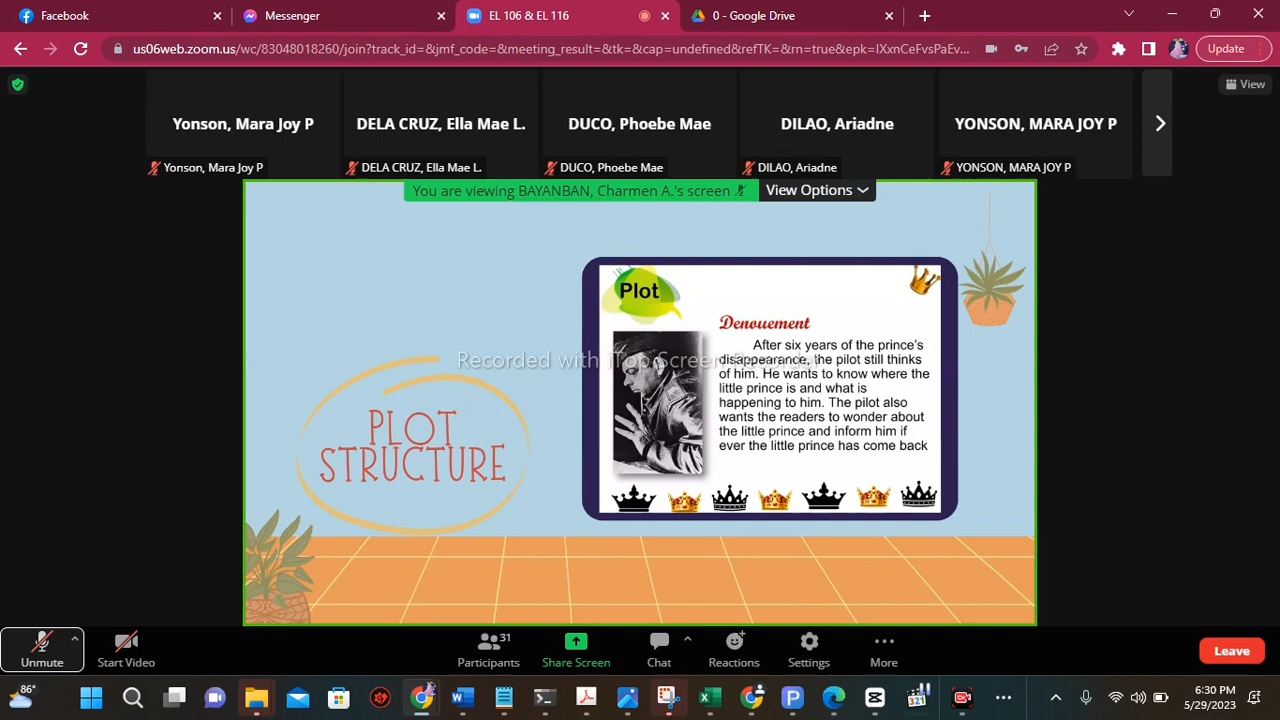 Facebook
Messenger
EL 106 & EL 116
0 - Google Drive
us06web.zoom.us/wc/83048018260/join?track_id=&jmf_code=&meeting_result=&tk=&cap=undefined&refTK=&rn=true&epk=IXxnCeFvsPaEv...
Update
View
Yonson, Mara Joy P
DELA CRUZ, Ella Mae L.
DUCO, Phoebe Mae
DILAO, Ariadne
YONSON, MARA JOY P
Yonson, Mara Joy P
DELA CRUZ, Ella Mae L.
DUCO, Phoebe Mae
DILAO, Ariadne
YONSON, MARA JOY P
You are viewing BAYANBAN, Charmen A.'s screen
View Options
Plot
Denouement
After six years of the prince's
disappearance, the pilot still thinks
of him. He wants to know where the
little prince is and what is
happening to him. The pilot also
wants the readers to wonder about
the little prince and inform him if
ever the little prince has come back
Recorded with iTop Screen Recorder
PLOT
STRUCTURE
Unmute
Start Video
31
Participants
Share Screen
Chat
Reactions
Settings
More
Leave
86°
321
6:30 PM
5/29/2023